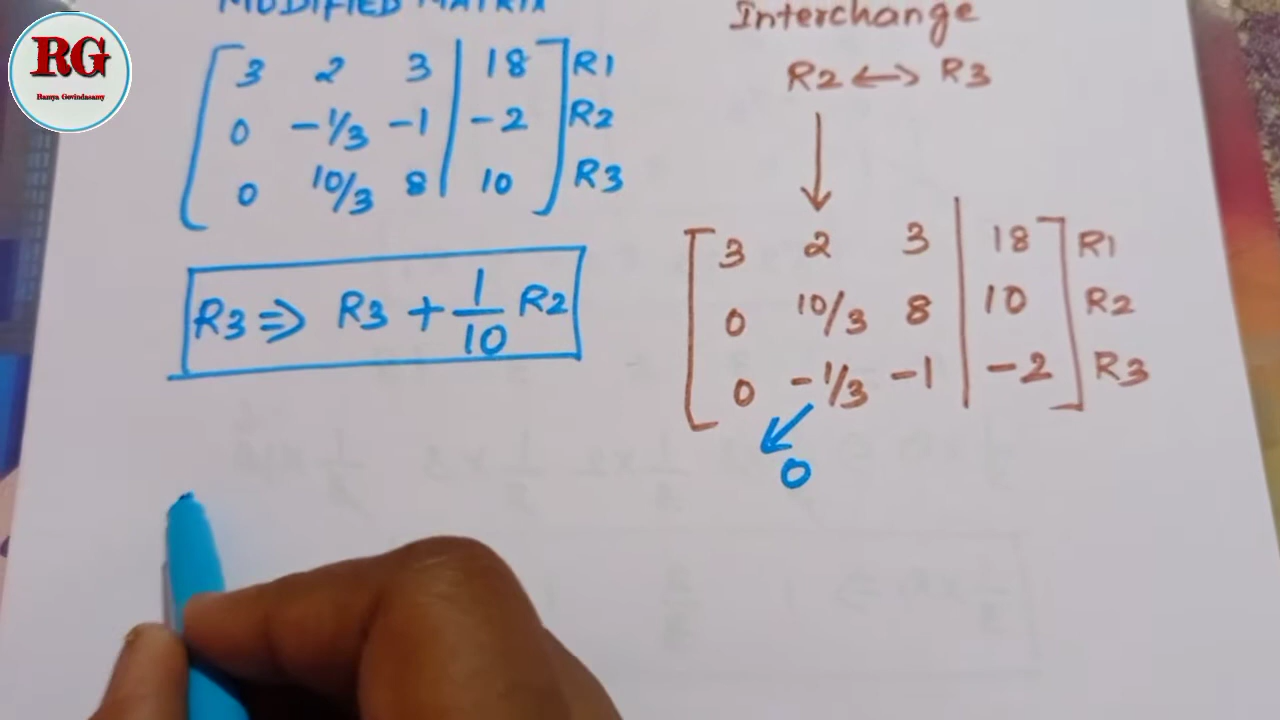 RG
Ramya Govindasamy
MODIFIED MATRIX
3 2 3 | 18 R1
0 -1/3 -1 | -2 R2
0 10/3 8 | 10 R3
R3 ⇒ R3 + 1/10 R2
Interchange
R2 ↔ R3
3 2 3 | 18 R1
0 10/3 8 | 10 R2
0 -1/3 -1 | -2 R3
0